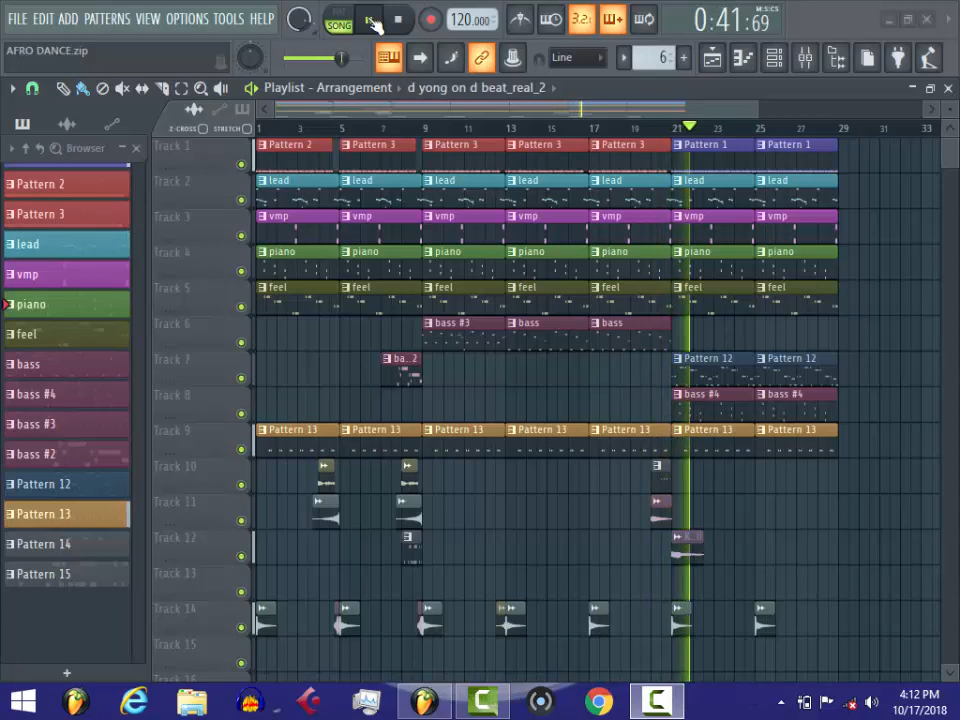 FILE EDIT ADD PATTERNS VIEW OPTIONS TOOLS HELP
PAT
SONG
120.000
3.2
0:41:69
M:S:CS
AFRO DANCE.zip
Line
6
Playlist - Arrangement › d yong on d beat_real_2 ›
Z-CROSS STRETCH
1 5 9 11 13 15 17 19 21 23 25 27 29 31 33
Browser
Pattern 2
Pattern 3
lead
vmp
piano
feel
bass
bass #4
bass #3
bass #2
Pattern 12
Pattern 13
Pattern 14
Pattern 15
Track 1 Pattern 2 Pattern 3 Pattern 3 Pattern 3 Pattern 3 Pattern 1 Pattern 1
Track 2 lead lead lead lead lead lead lead
Track 3 vmp vmp vmp vmp vmp vmp vmp
Track 4 piano piano piano piano piano piano piano
Track 5 feel feel feel feel feel feel feel
Track 6 bass #3 bass bass
Track 7 ba..2 Pattern 12 Pattern 12
Track 8 bass #4 bass #4
Track 9 Pattern 13 Pattern 13 Pattern 13 Pattern 13 Pattern 13 Pattern 13 Pattern 13
Track 10
Track 11
Track 12
Track 13
Track 14
Track 15
4:12 PM
10/17/2018